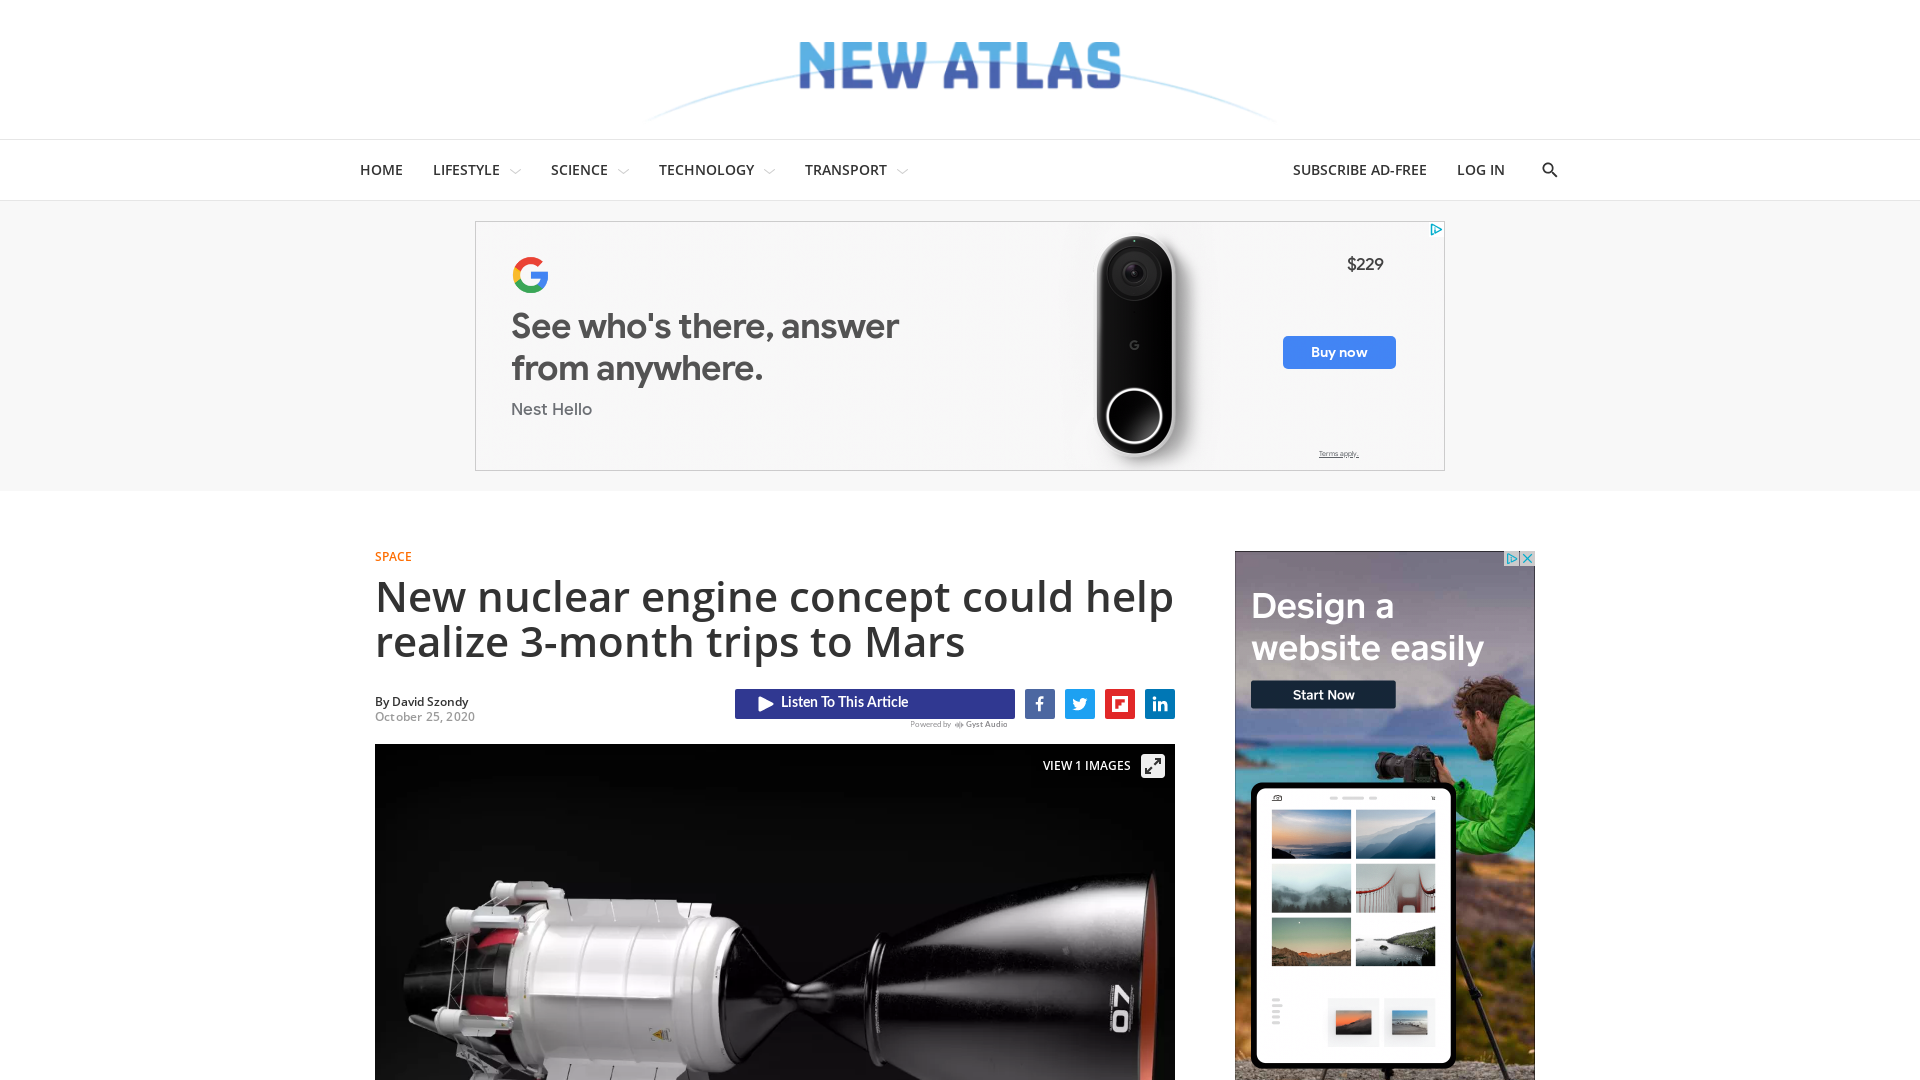 NEW ATLAS
HOME LIFESTYLE SCIENCE TECHNOLOGY TRANSPORT SUBSCRIBE AD-FREE LOG IN
$229
See who's there, answer
from anywhere.
Buy now
Nest Hello
Terms apply.
SPACE
New nuclear engine concept could help
realize 3-month trips to Mars
By David Szondy
October 25, 2020
Listen To This Article
Powered by Gyst Audio
VIEW 1 IMAGES
07
Design a
website easily
Start Now